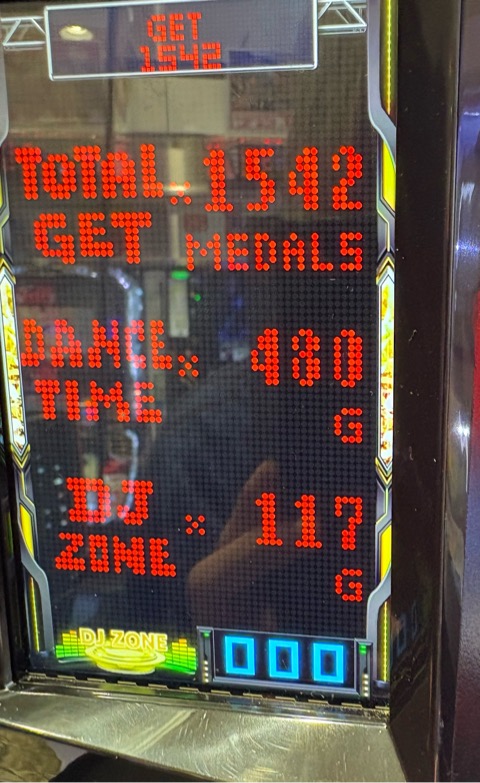 GET
1542
TOTAL × 1542
GET MEDALS
DANCE × 480
TIME
G
DJ × 117
ZONE
G
DJ.ZONE 000